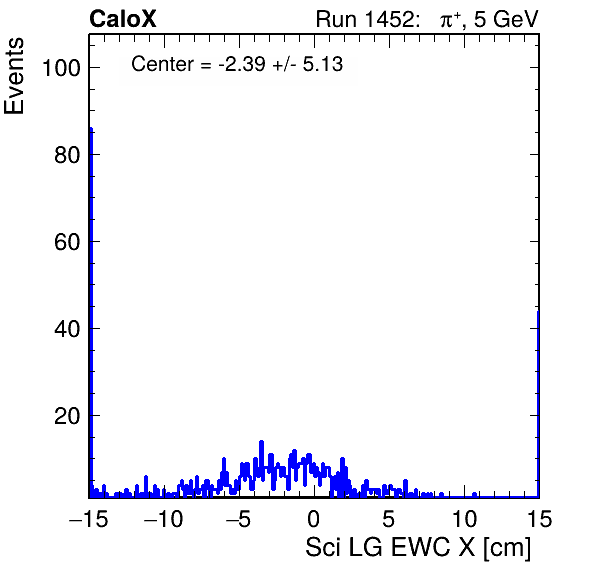 CaloX Run 1452: π⁺, 5 GeV
Center = -2.39 +/- 5.13
Events
100
80
60
40
20
−15 −10 −5 0 5 10 15
Sci LG EWC X [cm]